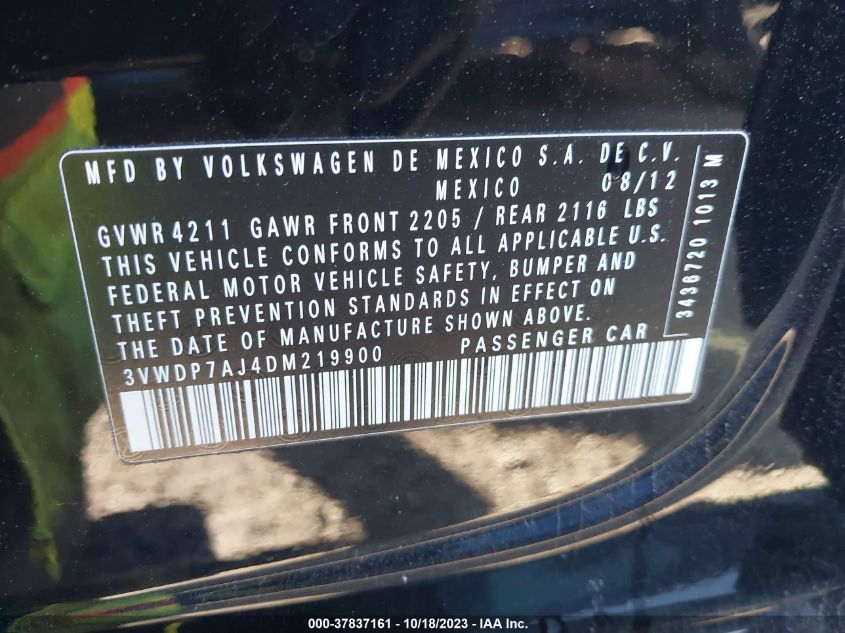 MFD BY VOLKSWAGEN DE MEXICO S.A. DE C.V.
MEXICO 08/12
GVWR 4211 GAWR FRONT 2205 / REAR 2116 LBS
THIS VEHICLE CONFORMS TO ALL APPLICABLE U.S.
FEDERAL MOTOR VEHICLE SAFETY, BUMPER AND
THEFT PREVENTION STANDARDS IN EFFECT ON
THE DATE OF MANUFACTURE SHOWN ABOVE.
3VWDP7AJ4DM219900 PASSENGER CAR
3496720 1013 M
000-37837161 - 10/18/2023 - IAA Inc.